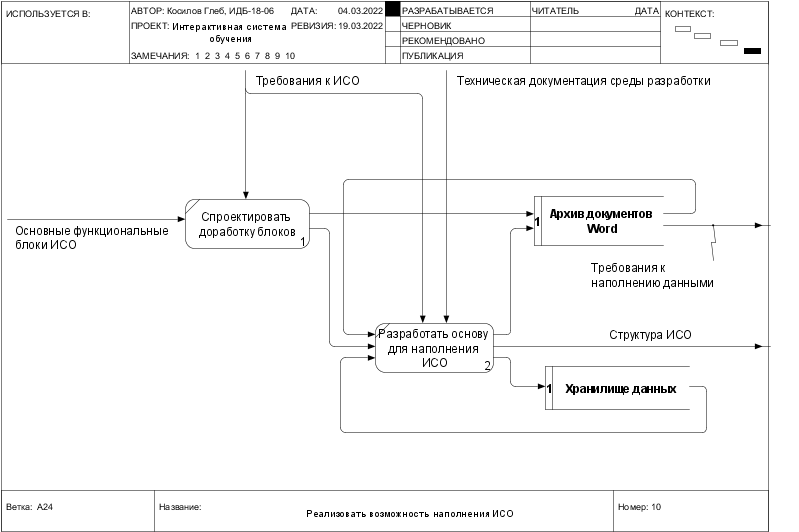 ИСПОЛЬЗУЕТСЯ В:
АВТОР: Косилов Глеб, ИДБ-18-06
ДАТА: 04.03.2022
ПРОЕКТ: Интерактивная система обучения
РЕВИЗИЯ: 19.03.2022
ЗАМЕЧАНИЯ: 1 2 3 4 5 6 7 8 9 10
РАЗРАБАТЫВАЕТСЯ
ЧЕРНОВИК
РЕКОМЕНДОВАНО
ПУБЛИКАЦИЯ
ЧИТАТЕЛЬ
ДАТА
КОНТЕКСТ:
Требования к ИСО
Техническая документация среды разработки
Основные функциональные
блоки ИСО
Спроектировать
доработку блоков
1
1
Архив документов
Word
Требования к
наполнению данными
Разработать основу
для наполнения
ИСО
2
Структура ИСО
1
Хранилище данных
Ветка: A24
Название:
Реализовать возможность наполнения ИСО
Номер: 10